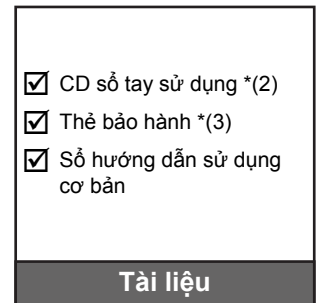 ☑ CD sổ tay sử dụng *(2)
☑ Thẻ bảo hành *(3)
☑ Sổ hướng dẫn sử dụng
cơ bản
Tài liệu